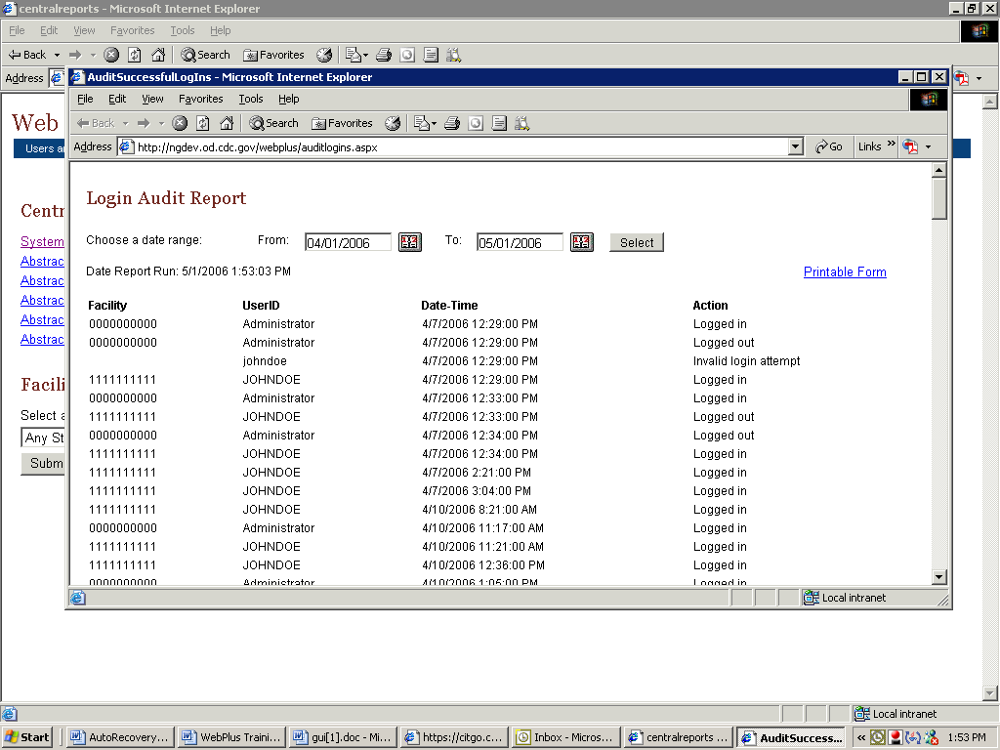 centralreports - Microsoft Internet Explorer
File Edit View Favorites Tools Help
Back Search Favorites
Address
AuditSuccessfulLogIns - Microsoft Internet Explorer
File Edit View Favorites Tools Help
Back Search Favorites
Address http://ngdev.od.cdc.gov/webplus/auditlogins.aspx Go Links »
Web
Users a
Centr
System
Abstrac
Abstrac
Abstrac
Abstrac
Abstrac
Facili
Select a
Any St
Subm
Login Audit Report
Choose a date range: From: 04/01/2006 To: 05/01/2006 Select
Date Report Run: 5/1/2006 1:53:03 PM Printable Form
Facility UserID Date-Time Action
0000000000 Administrator 4/7/2006 12:29:00 PM Logged in
0000000000 Administrator 4/7/2006 12:29:00 PM Logged out
johndoe 4/7/2006 12:29:00 PM Invalid login attempt
1111111111 JOHNDOE 4/7/2006 12:29:00 PM Logged in
0000000000 Administrator 4/7/2006 12:33:00 PM Logged in
1111111111 JOHNDOE 4/7/2006 12:33:00 PM Logged out
0000000000 Administrator 4/7/2006 12:34:00 PM Logged out
1111111111 JOHNDOE 4/7/2006 12:34:00 PM Logged in
1111111111 JOHNDOE 4/7/2006 2:21:00 PM Logged in
1111111111 JOHNDOE 4/7/2006 3:04:00 PM Logged in
1111111111 JOHNDOE 4/10/2006 8:21:00 AM Logged in
0000000000 Administrator 4/10/2006 11:17:00 AM Logged in
1111111111 JOHNDOE 4/10/2006 11:21:00 AM Logged in
1111111111 JOHNDOE 4/10/2006 12:36:00 PM Logged in
0000000000 Administrator 4/10/2006 1:05:00 PM Logged in
Local intranet
Local intranet
Start AutoRecovery... WebPlus Traini... gui[1].doc - Mi... https://citgo.c... Inbox - Micros... centralreports ... AuditSuccess... « 1:53 PM